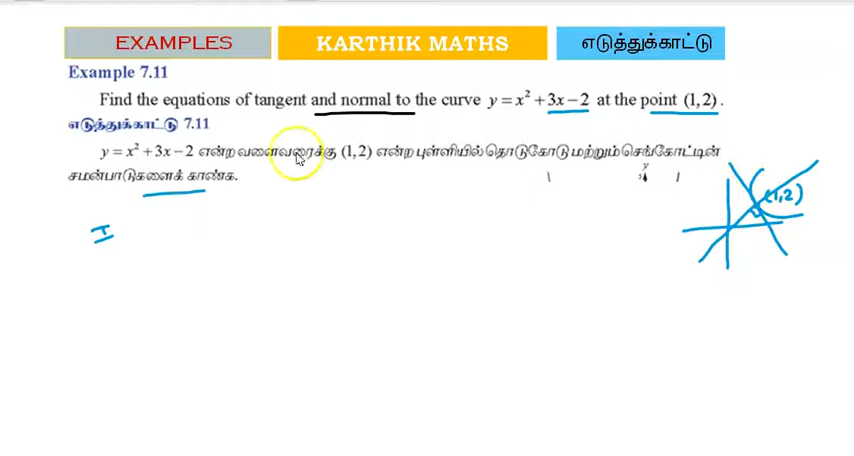 EXAMPLES KARTHIK MATHS எடுத்துக்காட்டு
Example 7.11
Find the equations of tangent and normal to the curve y = x² + 3x − 2 at the point (1, 2) .
எடுத்துக்காட்டு 7.11
y = x² + 3x − 2 என்ற வளைவரைக்கு (1, 2) என்ற புள்ளியில் தொடுகோடு மற்றும் செங்கோட்டின்
சமன்பாடுகளைக் காண்க.
y
(1,2)
I